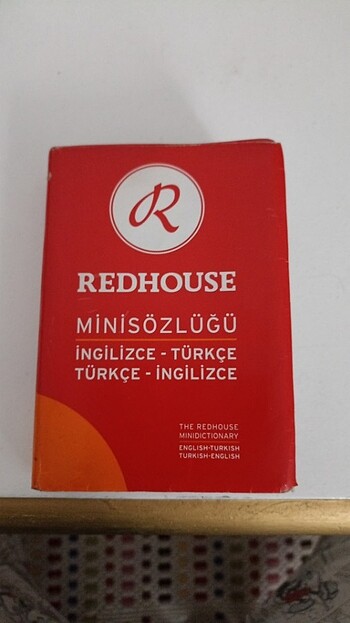 R
REDHOUSE
MİNİSÖZLÜĞÜ
İNGİLİZCE - TÜRKÇE
TÜRKÇE - İNGİLİZCE
THE REDHOUSE
MINIDICTIONARY
ENGLISH-TURKISH
TURKISH-ENGLISH